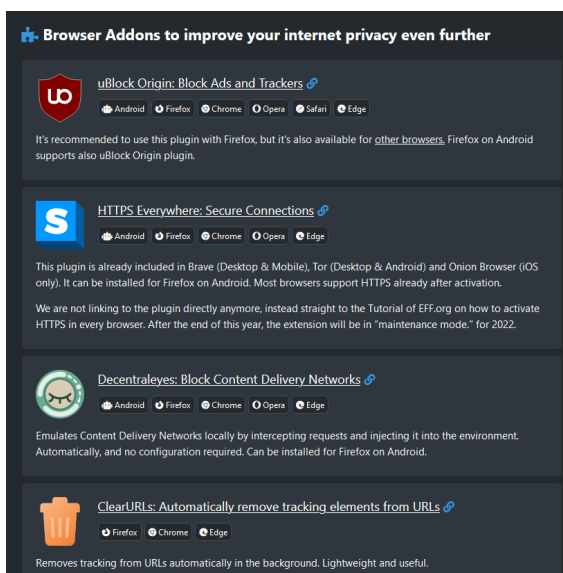 Browser Addons to improve your internet privacy even further
uBlock Origin: Block Ads and Trackers
Android Firefox Chrome Opera Safari Edge
It's recommended to use this plugin with Firefox, but it's also available for other browsers. Firefox on Android
supports also uBlock Origin plugin.
HTTPS Everywhere: Secure Connections
Android Firefox Chrome Opera Edge
This plugin is already included in Brave (Desktop & Mobile), Tor (Desktop & Android) and Onion Browser (iOS
only). It can be installed for Firefox on Android. Most browsers support HTTPS already after activation.
We are not linking to the plugin directly anymore, instead straight to the Tutorial of EFF.org on how to activate
HTTPS in every browser. After the end of this year, the extension will be in "maintenance mode." for 2022.
Decentraleyes: Block Content Delivery Networks
Android Firefox Chrome Opera Edge
Emulates Content Delivery Networks locally by intercepting requests and injecting it into the environment.
Automatically, and no configuration required. Can be installed for Firefox on Android.
ClearURLs: Automatically remove tracking elements from URLs
Firefox Chrome Edge
Removes tracking from URLs automatically in the background. Lightweight and useful.